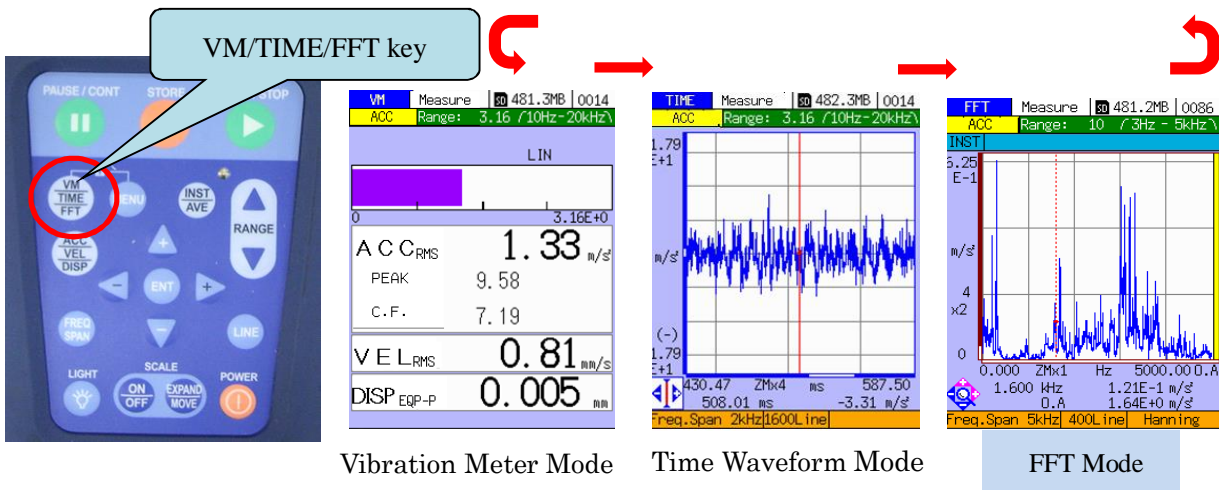 VM/TIME/FFT key
PAUSE / CONT STORE STOP
VM
TIME
FFT
MENU
INST
AVE
RANGE
ACC
VEL
DISP
+
− ENT +
FREQ
SPAN
LINE
−
LIGHT SCALE POWER
ON
OFF
EXPAND
MOVE
VM Measure SD 481.3MB 0014
ACC Range: 3.16 10Hz-20kHz
LIN
0 3.16E+0
ACC RMS 1.33 m/s²
PEAK 9.58
C.F. 7.19
VEL RMS 0.81 mm/s
DISP EQP-P 0.005 mm
Vibration Meter Mode
TIME Measure SD 482.3MB 0014
ACC Range: 3.16 10Hz-20kHz
1.79
E+1
m/s²
(-)
1.79
E+1
430.47 ZMx4 ms 587.50
508.01 ms -3.31 m/s²
Freq.Span 2kHz 1600Line
Time Waveform Mode
FFT Measure SD 481.2MB 0086
ACC Range: 10 3Hz - 5kHz
INST
6.25
E-1
m/s²
4
x2
0
0.000 ZMx1 Hz 5000.00 O.A
1.600 kHz 1.21E-1 m/s²
O.A 1.64E+0 m/s²
Freq.Span 5kHz 400Line Hanning
FFT Mode